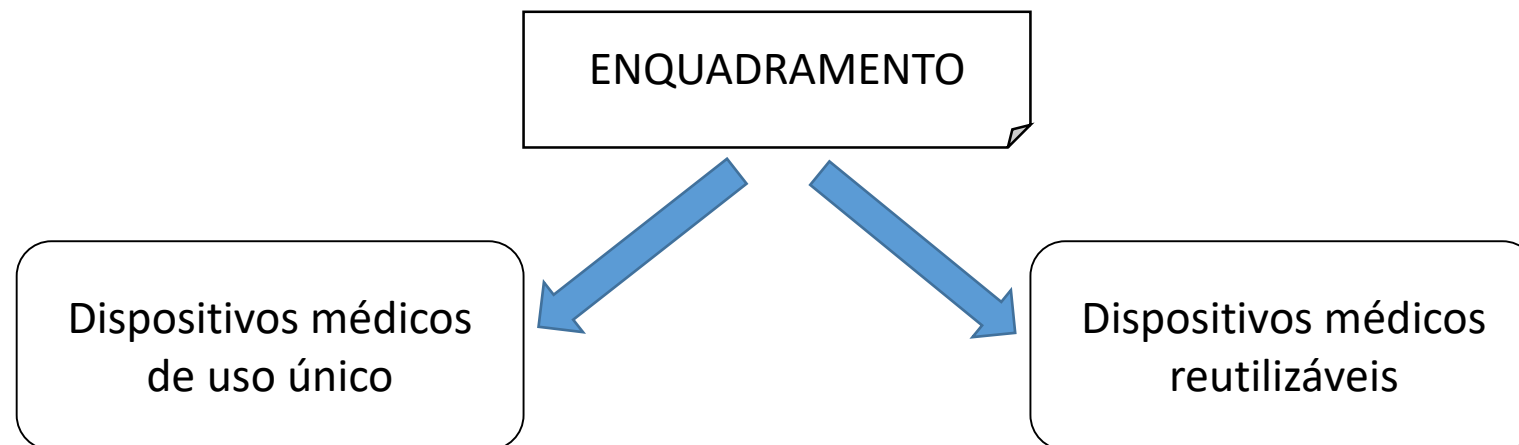 ENQUADRAMENTO
Dispositivos médicos
de uso único
Dispositivos médicos
reutilizáveis